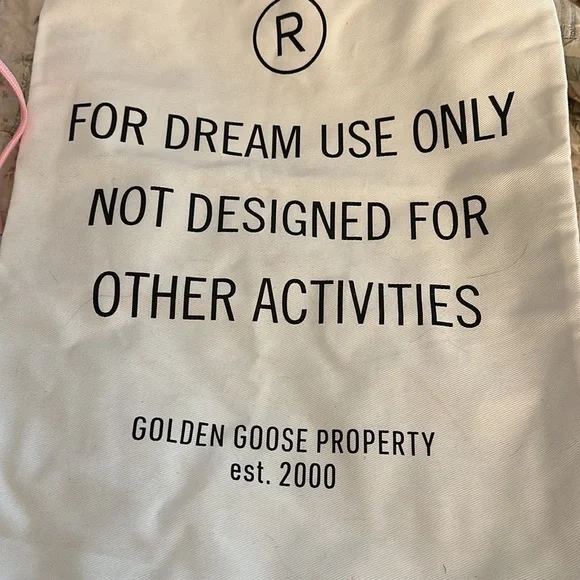 ®
FOR DREAM USE ONLY
NOT DESIGNED FOR
OTHER ACTIVITIES
GOLDEN GOOSE PROPERTY
est. 2000